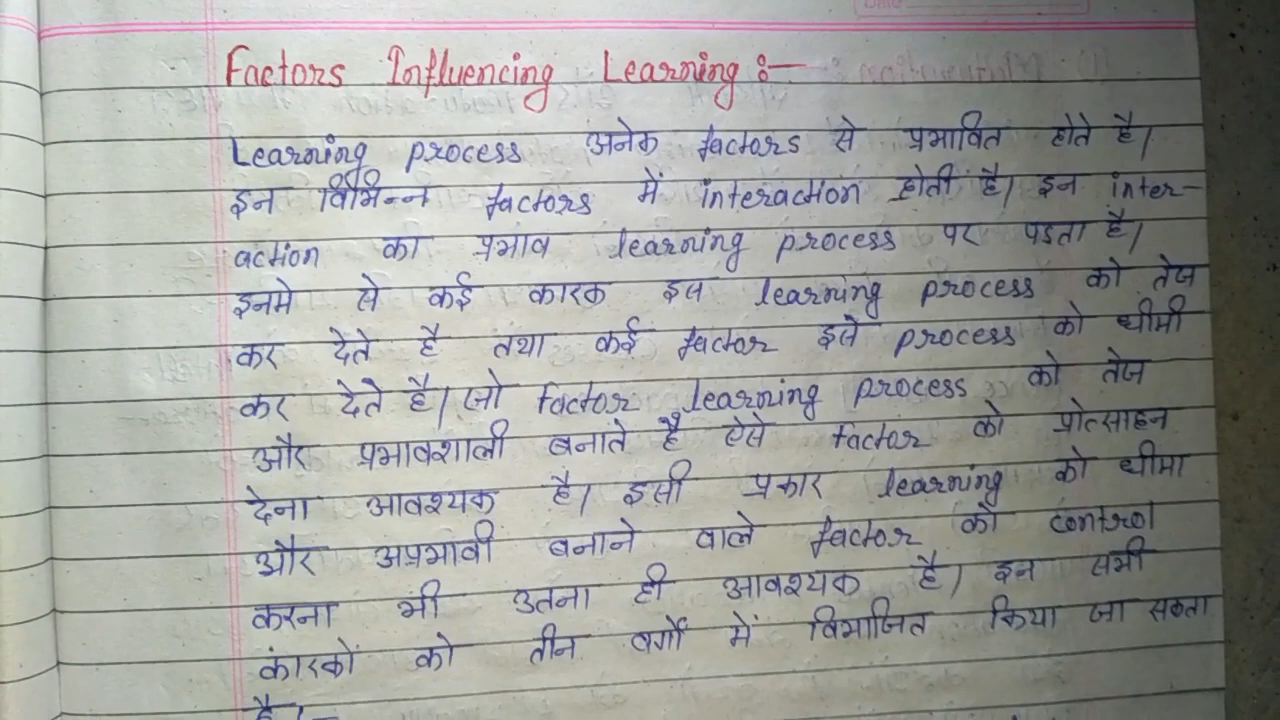 Factors Influencing Learning :—
Learning process अनेक factors से प्रभावित होते है।
इन विभिन्न factors में interaction होती है। इन inter-
action का प्रभाव learning process पर पडता है।
इनमे से कई कारक इस learning process को तेज
कर देते है तथा कई factor इसे process को धीमी
कर देते है। जो factor learning process को तेज
और प्रभावशाली बनाते है ऐसे factor को प्रोत्साहन
देना आवश्यक है। इसी प्रकार learning को धीमा
और अप्रभावी बनाने वाले factor को control
करना भी उतना ही आवश्यक है। इन सभी
कारकों को तीन वर्गों में विभाजित किया जा सकता
है।—